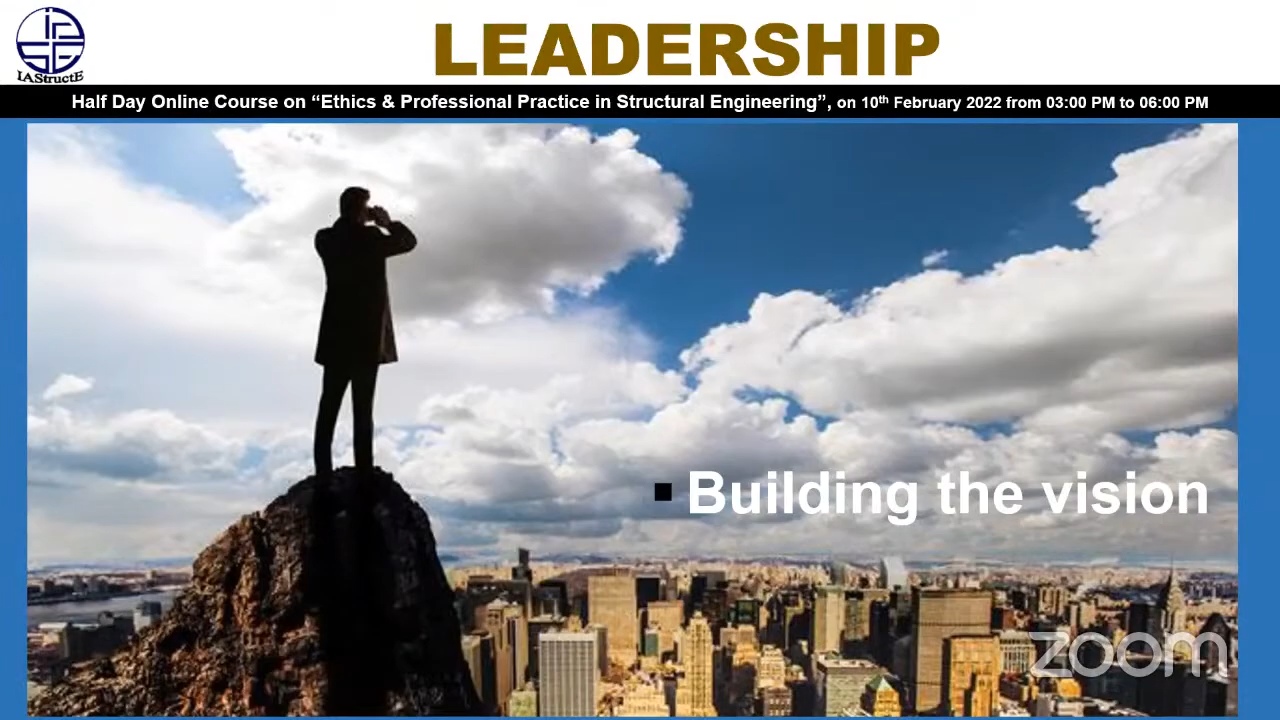 LEADERSHIP
IAStructE
Half Day Online Course on “Ethics & Professional Practice in Structural Engineering”, on 10th February 2022 from 03:00 PM to 06:00 PM
▪ Building the vision
zoom